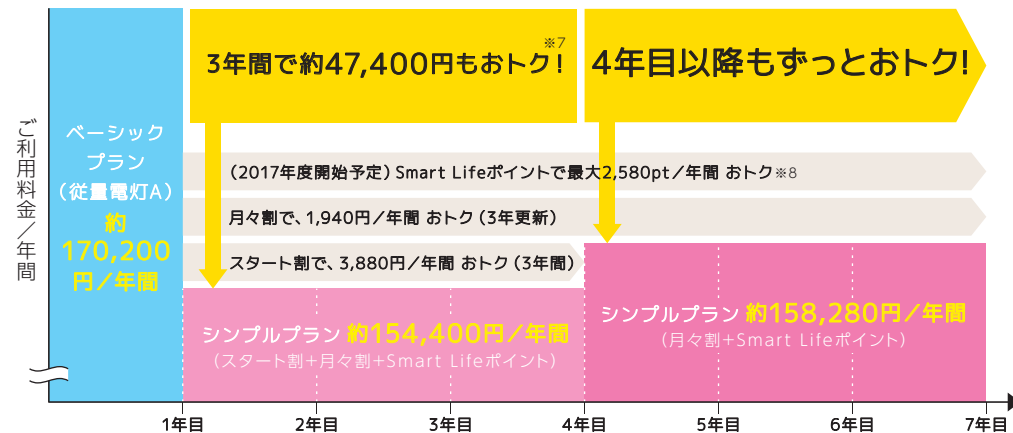 3年間で約47,400円もおトク！※7
4年目以降もずっとおトク！
ご利用料金／年間
ベーシック
プラン
（従量電灯A）
約
170,200
円／年間
（2017年度開始予定）Smart Lifeポイントで最大2,580pt／年間 おトク※8
月々割で、1,940円／年間 おトク（3年更新）
スタート割で、3,880円／年間 おトク（3年間）
シンプルプラン 約154,400円／年間
（スタート割＋月々割＋Smart Lifeポイント）
シンプルプラン 約158,280円／年間
（月々割＋Smart Lifeポイント）
1年目 2年目 3年目 4年目 5年目 6年目 7年目